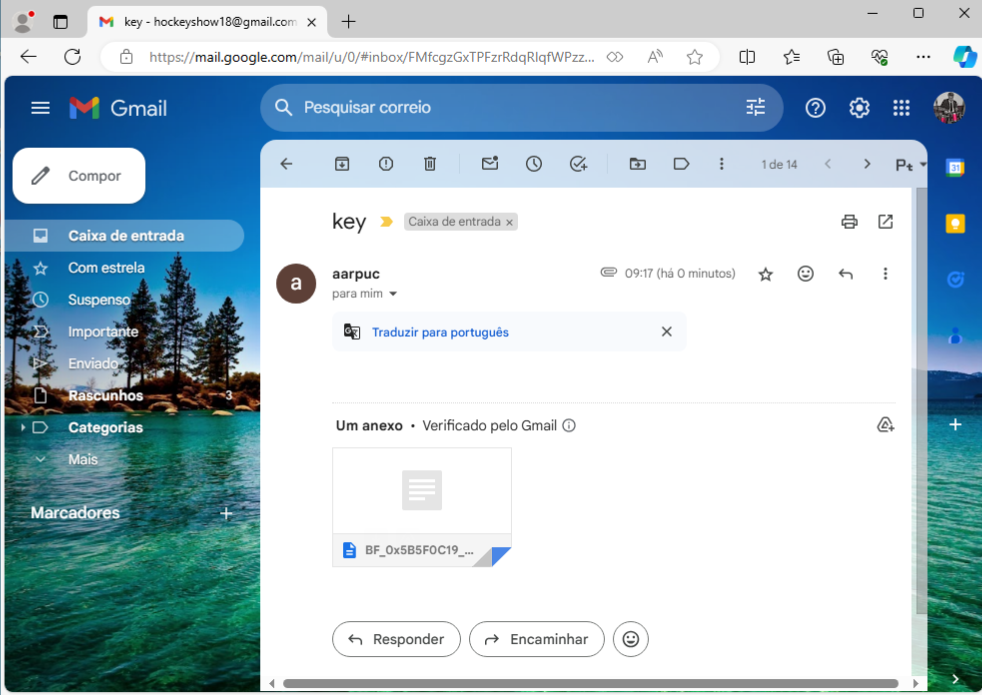 key - hockeyshow18@gmail.com
https://mail.google.com/mail/u/0/#inbox/FMfcgzGxTPFzrRdqRlqfWPzz...
Gmail
Pesquisar correio
Compor
1 de 14
Pt
31
Caixa de entrada
Com estrela
Suspenso
Importante
Enviado
Rascunhos 3
Categorias
Mais
Marcadores
key Caixa de entrada
a
aarpuc
09:17 (há 0 minutos)
para mim
Traduzir para português
Um anexo • Verificado pelo Gmail
BF_0x5B5F0C19_...
Responder
Encaminhar